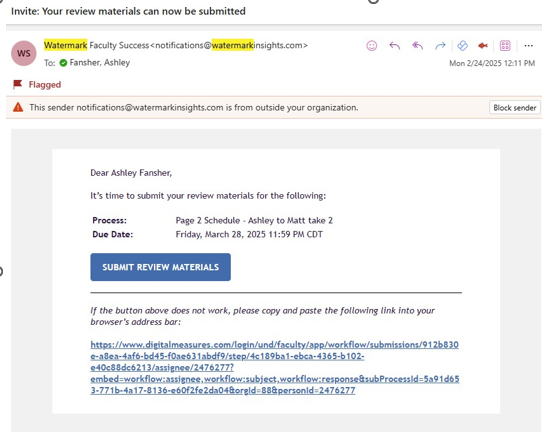 Invite: Your review materials can now be submitted
WS
Watermark Faculty Success<notifications@watermarkinsights.com>
To: Fansher, Ashley
Mon 2/24/2025 12:11 PM
Flagged
This sender notifications@watermarkinsights.com is from outside your organization.
Block sender
Dear Ashley Fansher,
It's time to submit your review materials for the following:
Process: Page 2 Schedule - Ashley to Matt take 2
Due Date: Friday, March 28, 2025 11:59 PM CDT
SUBMIT REVIEW MATERIALS
If the button above does not work, please copy and paste the following link into your
browser's address bar:
https://www.digitalmeasures.com/login/und/faculty/app/workflow/submissions/912b830
e-a8ea-4af6-bd45-f0ae631abdf9/step/4c189ba1-ebca-4365-b102-
e40c88dc6213/assignee/2476277?
embed=workflow:assignee,workflow:subject,workflow:response&subProcessId=5a91d65
3-771b-4a17-8136-e60f2fe2da04&orgId=88&personId=2476277